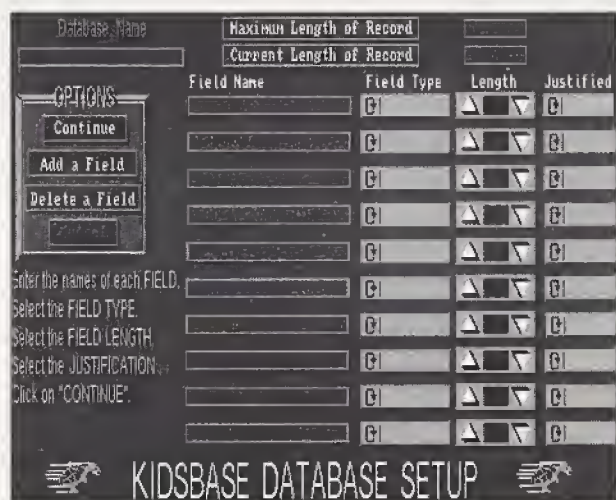 Database Name
Maximum Length of Record
Current Length of Record
Field Name Field Type Length Justified
OPTIONS
Continue
Add a Field
Delete a Field
Enter the names of each FIELD.
Select the FIELD TYPE.
Select the FIELD LENGTH.
Select the JUSTIFICATION.
Click on "CONTINUE".
KIDSBASE DATABASE SETUP